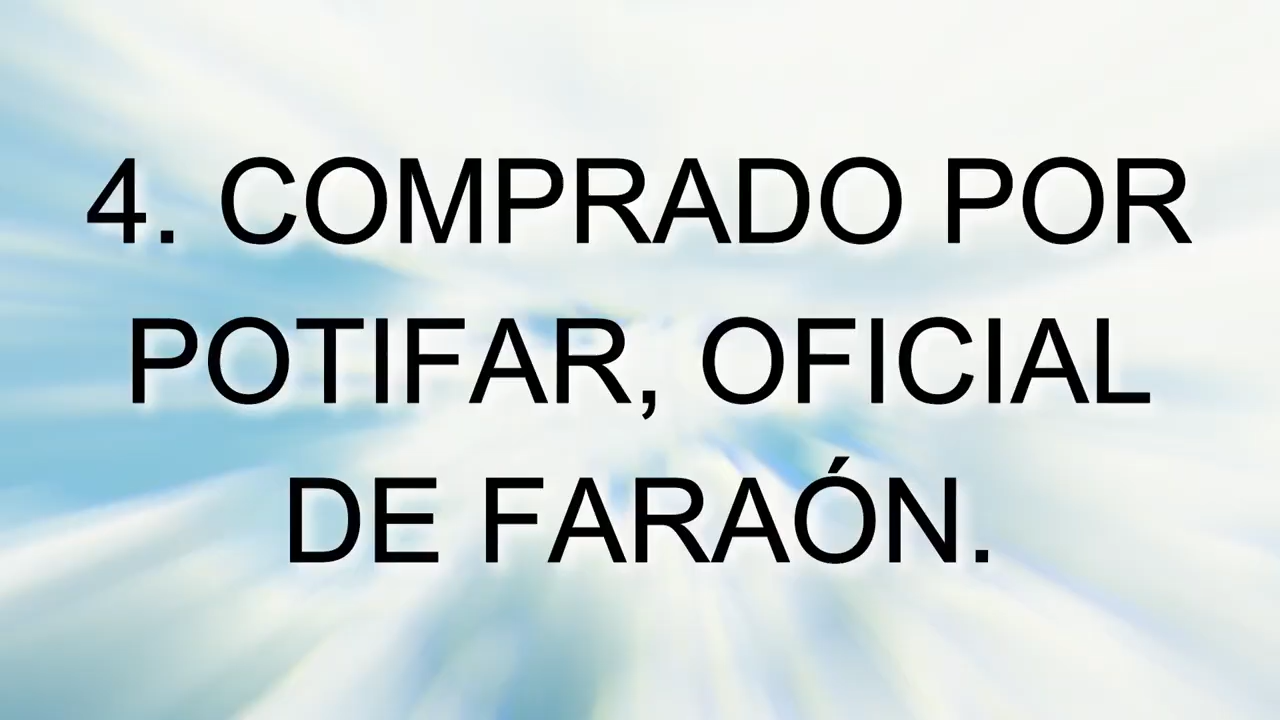 4. COMPRADO POR
POTIFAR, OFICIAL
DE FARAÓN.